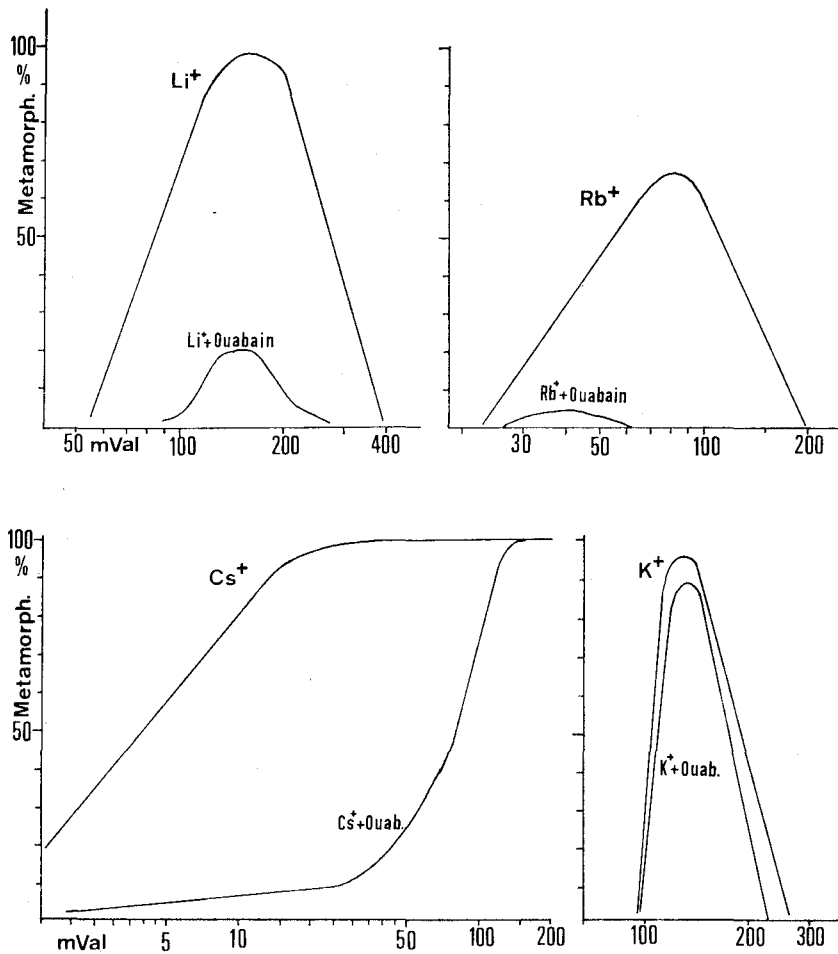 100
%
Metamorph.
50
Li⁺
Li⁺+Ouabain
50 mVal 100 200 400
Rb⁺
Rb⁺+Ouabain
30 50 100 200
100
%
Metamorph.
50
Cs⁺
Cs⁺+Ouab.
mVal 5 10 50 100 200
K⁺
K⁺+Ouab.
100 200 300